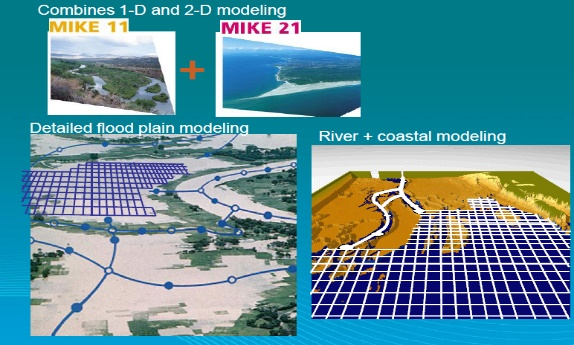 Combines 1-D and 2-D modeling
MIKE 11
MIKE 21
+
Detailed flood plain modeling
River + coastal modeling